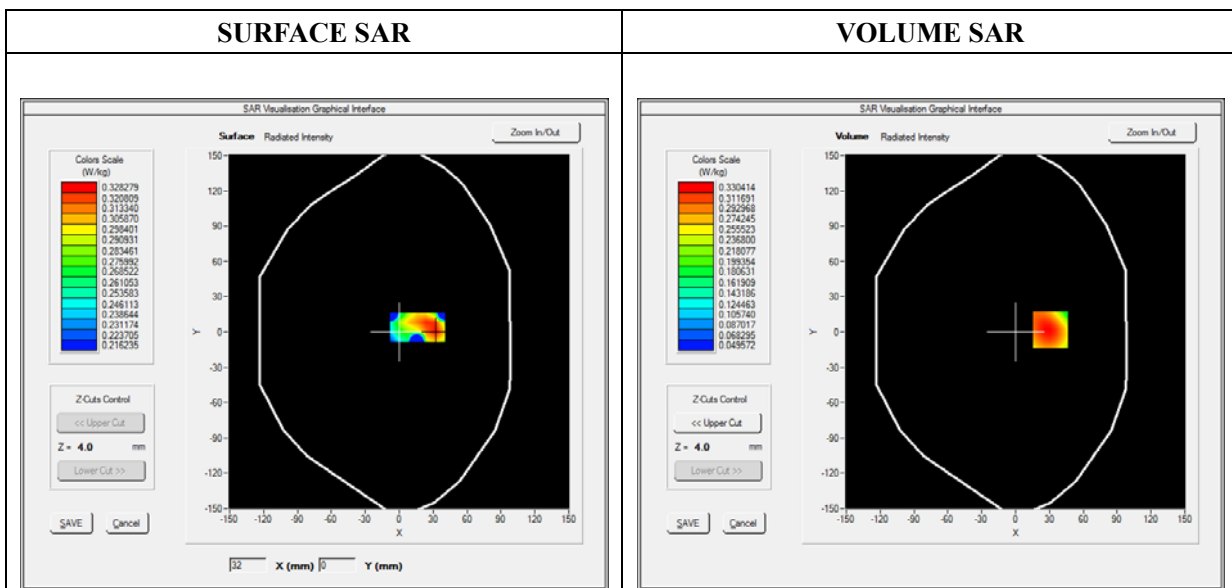 SURFACE SAR
SAR Visualisation Graphical Interface
Surface Radiated Intensity
Zoom In/Out
Colors Scale
(W/kg)
0.328279
0.320809
0.313340
0.305870
0.298401
0.290931
0.283461
0.275992
0.268522
0.261053
0.253583
0.246113
0.238644
0.231174
0.223705
0.216235
150
120
90
60
30
0
-30
-60
-90
-120
-150
Y
-150 -120 -90 -60 -30 0 30 60 90 120 150
X
Z-Cuts Control
<< Upper Cut
Z = 4.0 mm
Lower Cut >>
SAVE Cancel
32 X (mm) 0 Y (mm)
VOLUME SAR
SAR Visualisation Graphical Interface
Volume Radiated Intensity
Zoom In/Out
Colors Scale
(W/kg)
0.330414
0.311691
0.292968
0.274245
0.255523
0.236800
0.218077
0.199354
0.180631
0.161909
0.143186
0.124463
0.105740
0.087017
0.068295
0.049572
150
120
90
60
30
0
-30
-60
-90
-120
-150
Y
-150 -120 -90 -60 -30 0 30 60 90 120 150
X
Z-Cuts Control
<< Upper Cut
Z = 4.0 mm
Lower Cut >>
SAVE Cancel